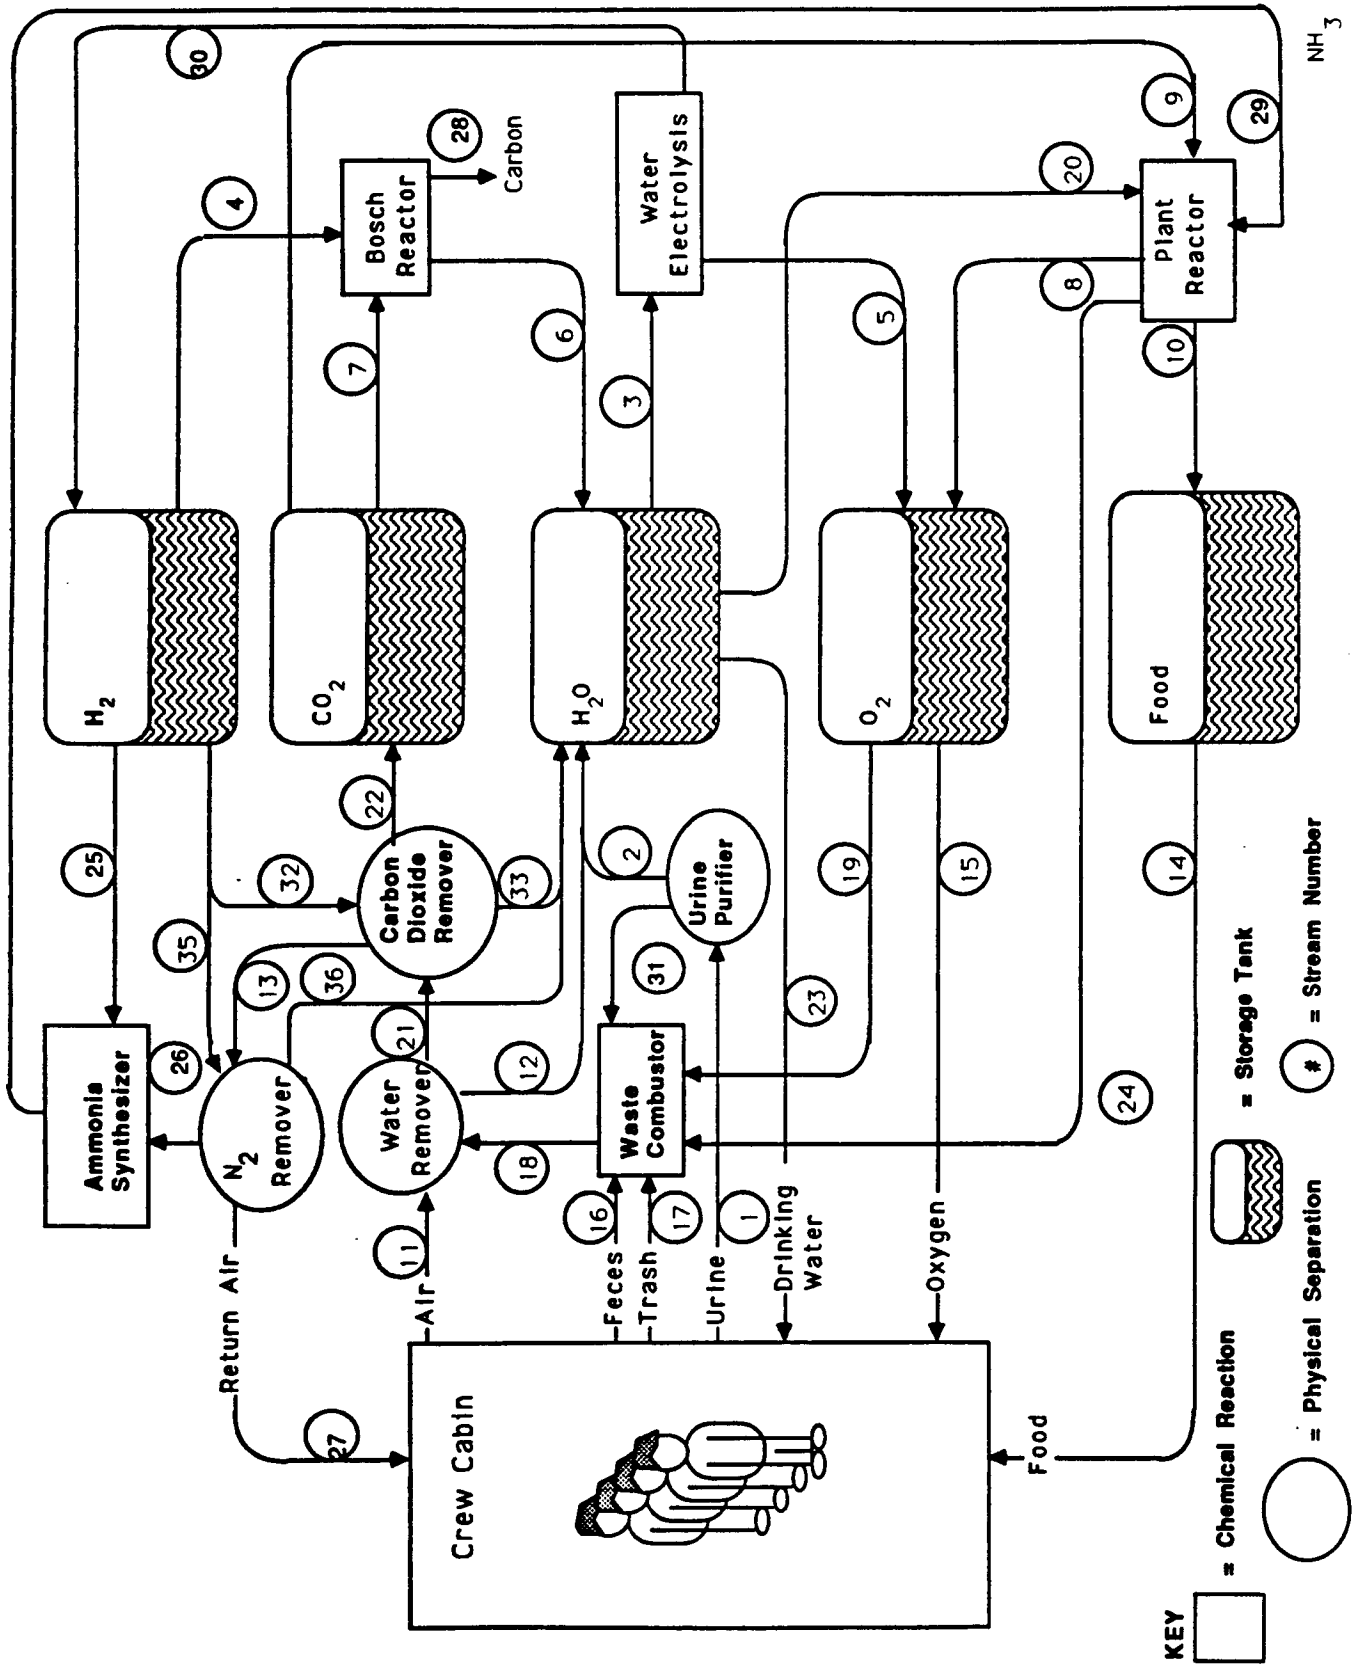 Crew Cabin
Return Air
27
Air
11
Feces
16
Trash
17
Urine
1
Drinking
Water
23
Oxygen
15
Food
14
Ammonia
Synthesizer
26
N2
Remover
Water
Remover
18
12
21
Waste
Combustor
31
24
35
13
36
25
32
Carbon
Dioxide
Remover
33
22
Urine
Purifier
2
19
H2
CO2
H2O
O2
Food
30
4
7
6
3
5
8
10
Bosch
Reactor
28
Carbon
Water
Electrolysis
20
9
29
Plant
Reactor
NH3
KEY
= Chemical Reaction
= Physical Separation
= Storage Tank
# = Stream Number